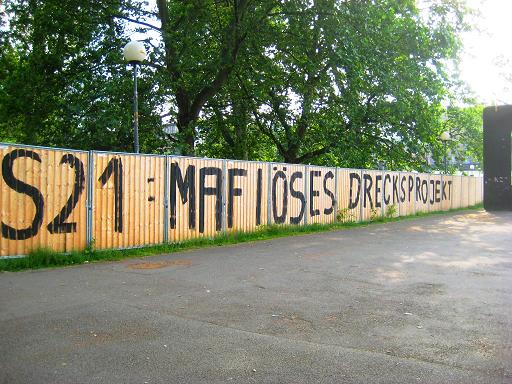 S21: MAFIÖSES DRECKSPROJEKT